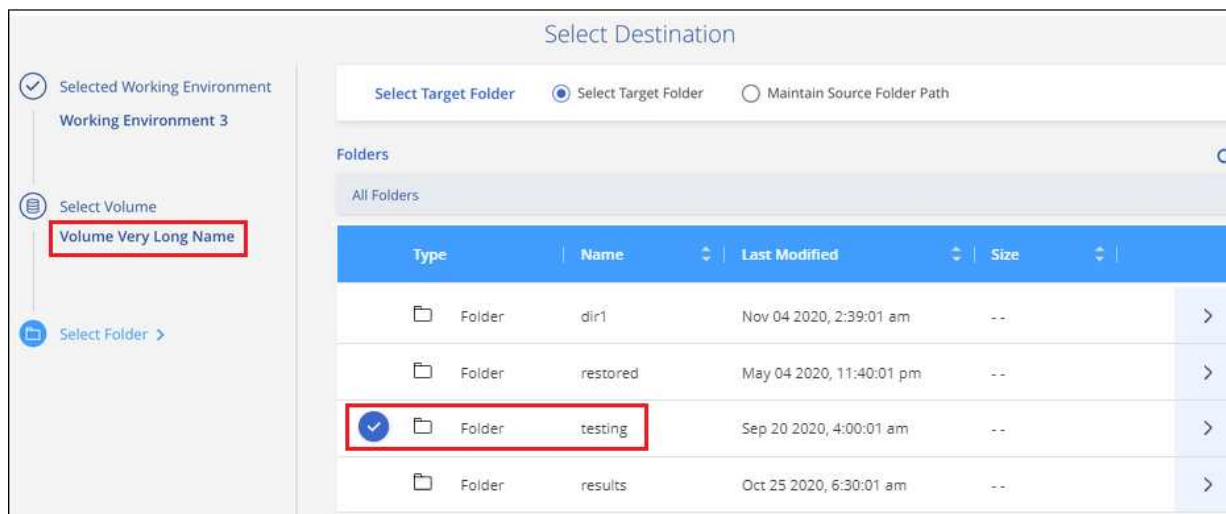 Select Destination
Selected Working Environment
Working Environment 3
Select Volume
Volume Very Long Name
Select Folder >
Select Target Folder Select Target Folder Maintain Source Folder Path
Folders
All Folders
Type Name Last Modified Size
Folder dir1 Nov 04 2020, 2:39:01 am - -
Folder restored May 04 2020, 11:40:01 pm - -
Folder testing Sep 20 2020, 4:00:01 am - -
Folder results Oct 25 2020, 6:30:01 am - -